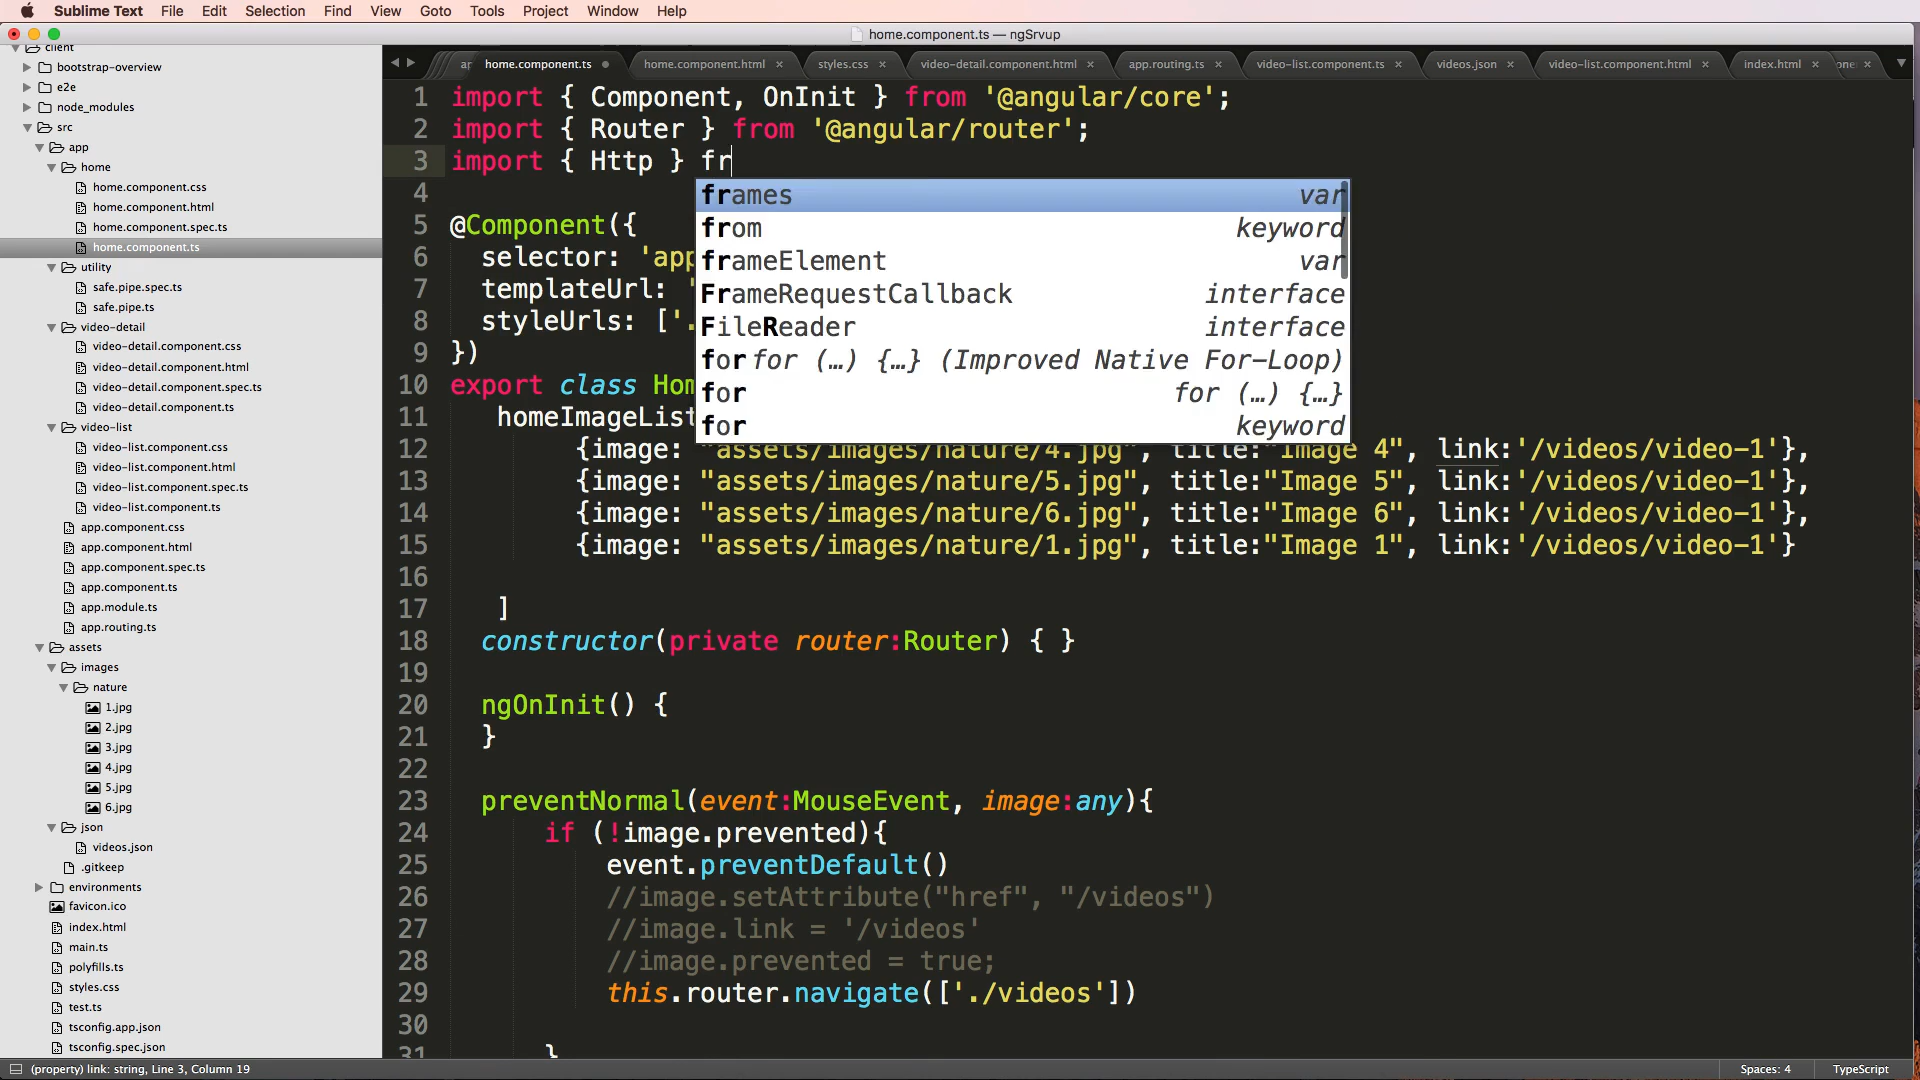 Sublime Text File Edit Selection Find View Goto Tools Project Window Help
home.component.ts — ngSrvup
client
bootstrap-overview
e2e
node_modules
src
app
home
home.component.css
home.component.html
home.component.spec.ts
home.component.ts
utility
safe.pipe.spec.ts
safe.pipe.ts
video-detail
video-detail.component.css
video-detail.component.html
video-detail.component.spec.ts
video-detail.component.ts
video-list
video-list.component.css
video-list.component.html
video-list.component.spec.ts
video-list.component.ts
app.component.css
app.component.html
app.component.spec.ts
app.component.ts
app.module.ts
app.routing.ts
assets
images
nature
1.jpg
2.jpg
3.jpg
4.jpg
5.jpg
6.jpg
json
videos.json
.gitkeep
environments
favicon.ico
index.html
main.ts
polyfills.ts
styles.css
test.ts
tsconfig.app.json
tsconfig.spec.json
home.component.ts home.component.html styles.css video-detail.component.html app.routing.ts video-list.component.ts videos.json video-list.component.html index.html
1 import { Component, OnInit } from '@angular/core';
2 import { Router } from '@angular/router';
3 import { Http } fr
frames var
from keyword
frameElement var
FrameRequestCallback interface
FileReader interface
for for (…) {…} (Improved Native For-Loop)
for for (…) {…}
for keyword
4
5 @Component({
6 selector: 'app
7 templateUrl: '
8 styleUrls: ['.
9 })
10 export class Hom
11 homeImageList
12 {image: "assets/images/nature/4.jpg", title:"Image 4", link:'/videos/video-1'},
13 {image: "assets/images/nature/5.jpg", title:"Image 5", link:'/videos/video-1'},
14 {image: "assets/images/nature/6.jpg", title:"Image 6", link:'/videos/video-1'},
15 {image: "assets/images/nature/1.jpg", title:"Image 1", link:'/videos/video-1'}
16
17 ]
18 constructor(private router:Router) { }
19
20 ngOnInit() {
21 }
22
23 preventNormal(event:MouseEvent, image:any){
24 if (!image.prevented){
25 event.preventDefault()
26 //image.setAttribute("href", "/videos")
27 //image.link = '/videos'
28 //image.prevented = true;
29 this.router.navigate(['./videos'])
30
31 }
(property) link: string, Line 3, Column 19 Spaces: 4 TypeScript